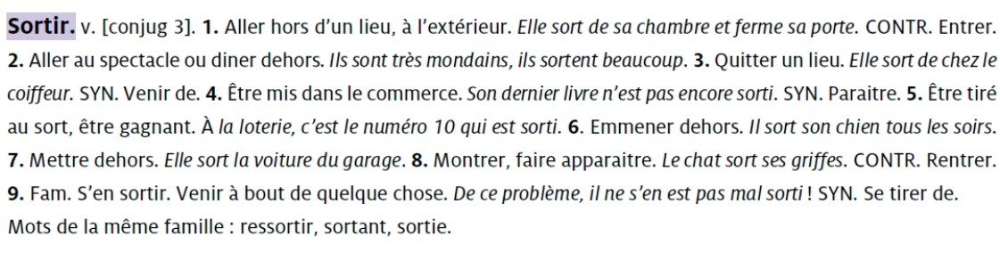 Sortir. v. [conjug 3]. 1. Aller hors d’un lieu, à l’extérieur. Elle sort de sa chambre et ferme sa porte. CONTR. Entrer.
2. Aller au spectacle ou diner dehors. Ils sont très mondains, ils sortent beaucoup. 3. Quitter un lieu. Elle sort de chez le
coiffeur. SYN. Venir de. 4. Être mis dans le commerce. Son dernier livre n’est pas encore sorti. SYN. Paraitre. 5. Être tiré
au sort, être gagnant. À la loterie, c’est le numéro 10 qui est sorti. 6. Emmener dehors. Il sort son chien tous les soirs.
7. Mettre dehors. Elle sort la voiture du garage. 8. Montrer, faire apparaitre. Le chat sort ses griffes. CONTR. Rentrer.
9. Fam. S’en sortir. Venir à bout de quelque chose. De ce problème, il ne s’en est pas mal sorti ! SYN. Se tirer de.
Mots de la même famille : ressortir, sortant, sortie.